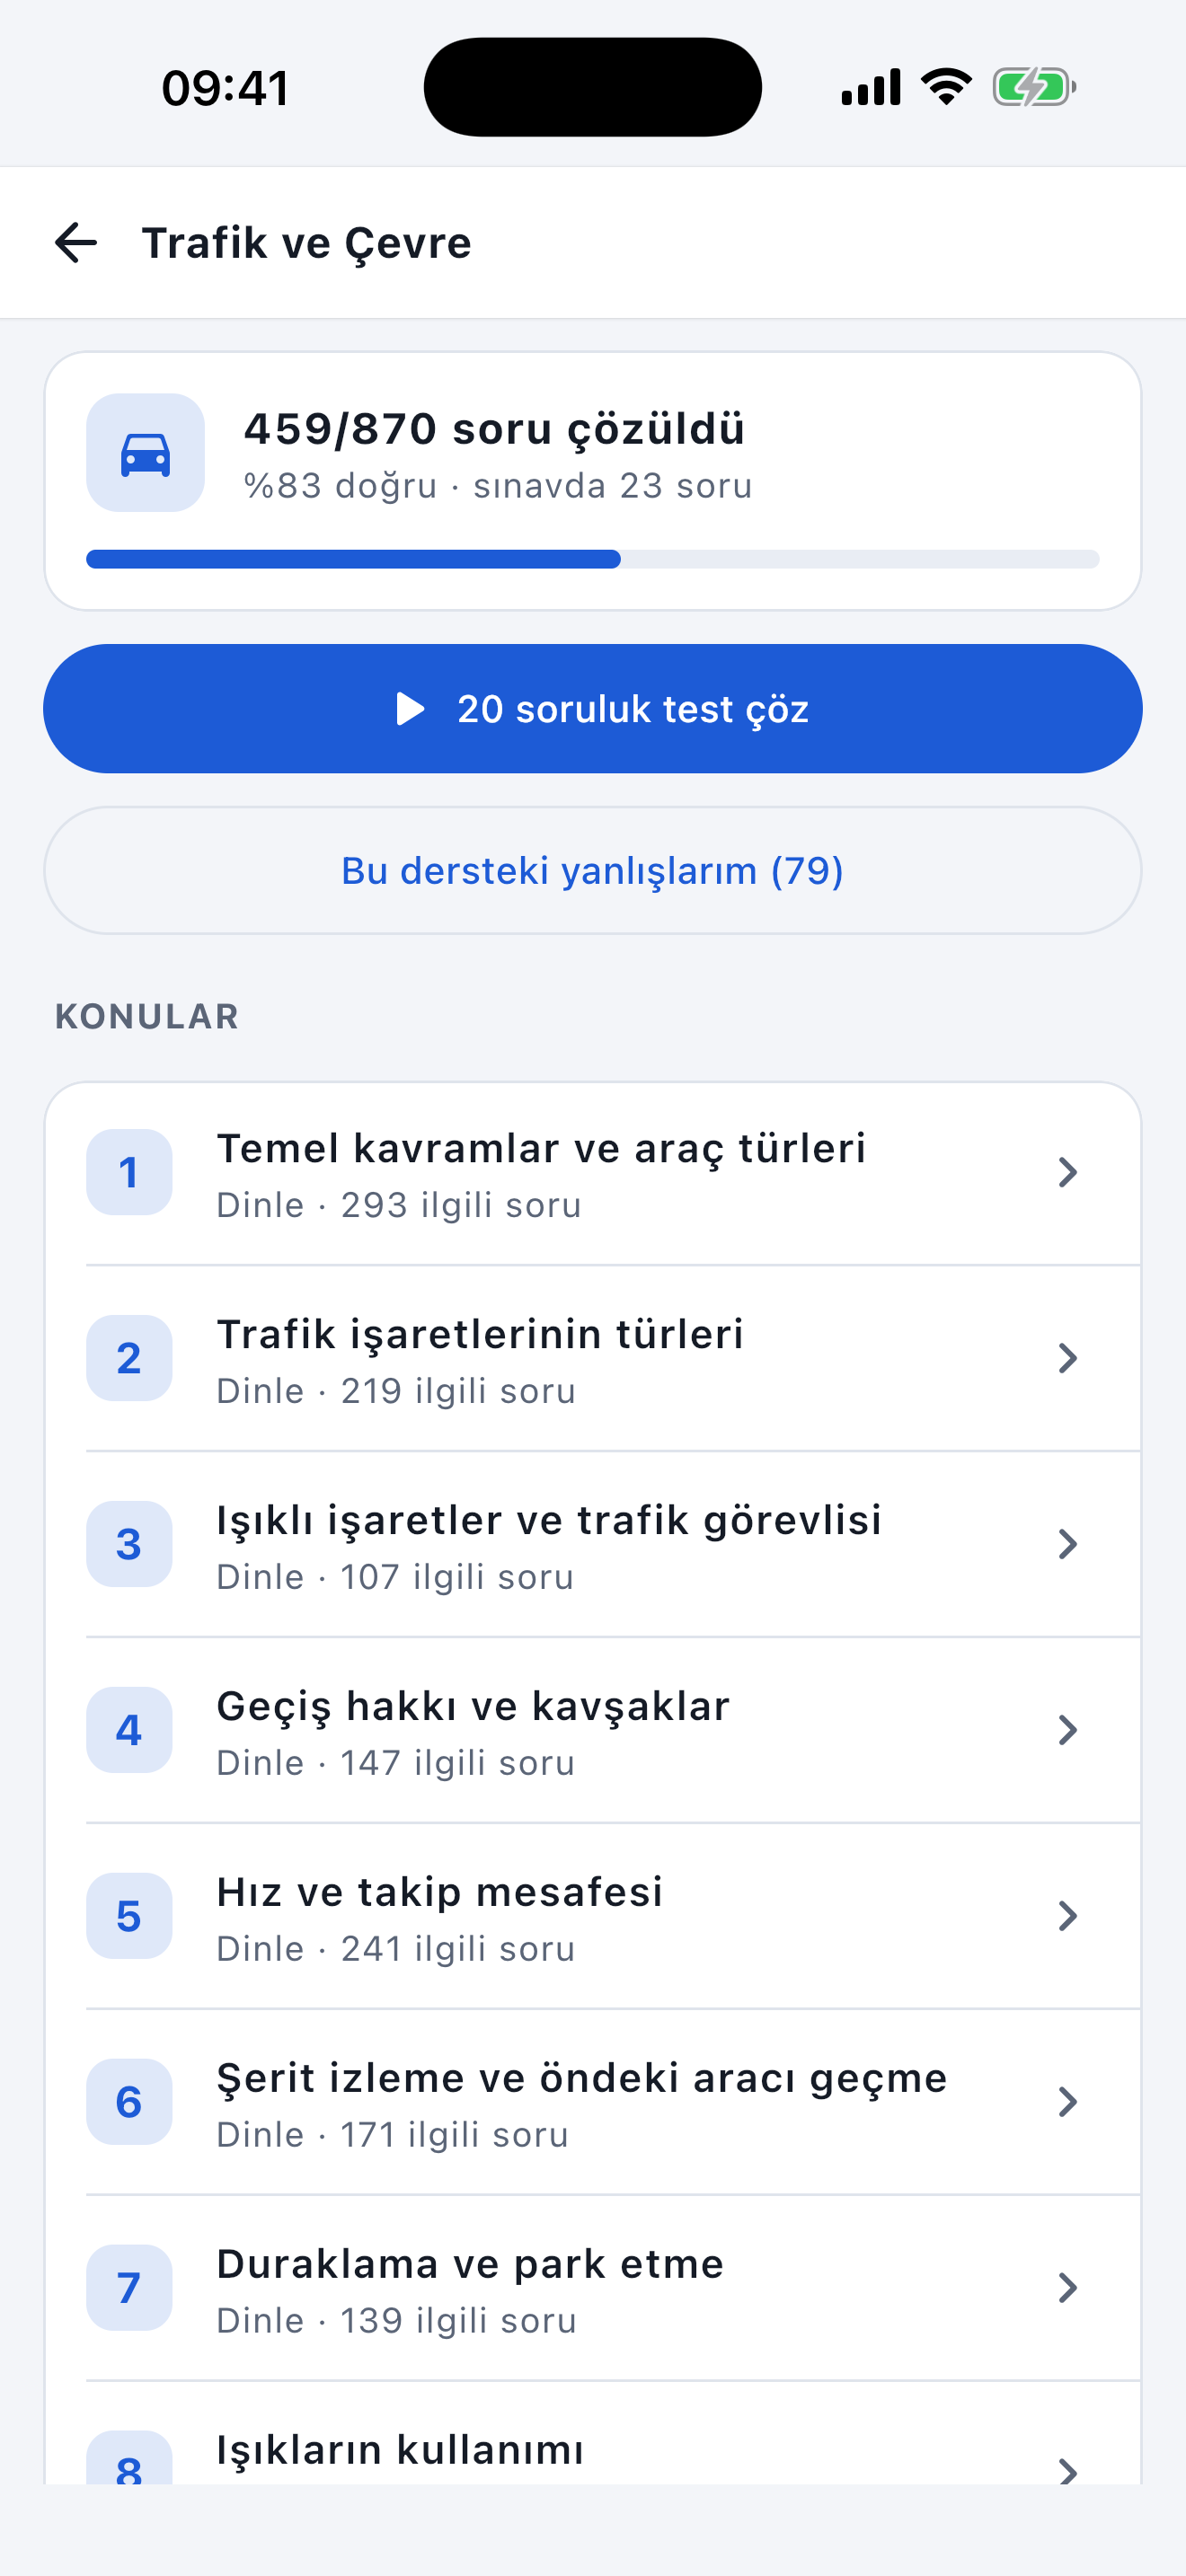 09:41
Trafik ve Çevre
459/870 soru çözüldü
%83 doğru · sınavda 23 soru
20 soruluk test çöz
Bu dersteki yanlışlarım (79)
KONULAR
1
Temel kavramlar ve araç türleri
Dinle · 293 ilgili soru
2
Trafik işaretlerinin türleri
Dinle · 219 ilgili soru
3
Işıklı işaretler ve trafik görevlisi
Dinle · 107 ilgili soru
4
Geçiş hakkı ve kavşaklar
Dinle · 147 ilgili soru
5
Hız ve takip mesafesi
Dinle · 241 ilgili soru
6
Şerit izleme ve öndeki aracı geçme
Dinle · 171 ilgili soru
7
Duraklama ve park etme
Dinle · 139 ilgili soru
8
Işıkların kullanımı